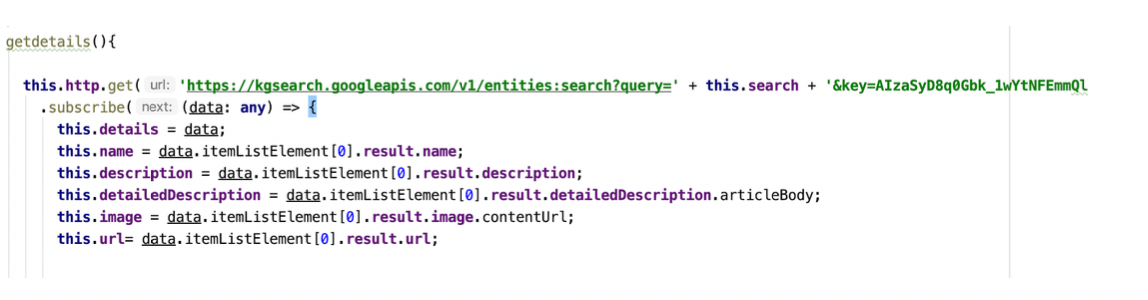 getdetails(){
this.http.get( url: 'https://kgsearch.googleapis.com/v1/entities:search?query=' + this.search + '&key=AIzaSyD8q0Gbk_1wYtNFEmmQl
.subscribe( next: (data: any) => {
this.details = data;
this.name = data.itemListElement[0].result.name;
this.description = data.itemListElement[0].result.description;
this.detailedDescription = data.itemListElement[0].result.detailedDescription.articleBody;
this.image = data.itemListElement[0].result.image.contentUrl;
this.url= data.itemListElement[0].result.url;